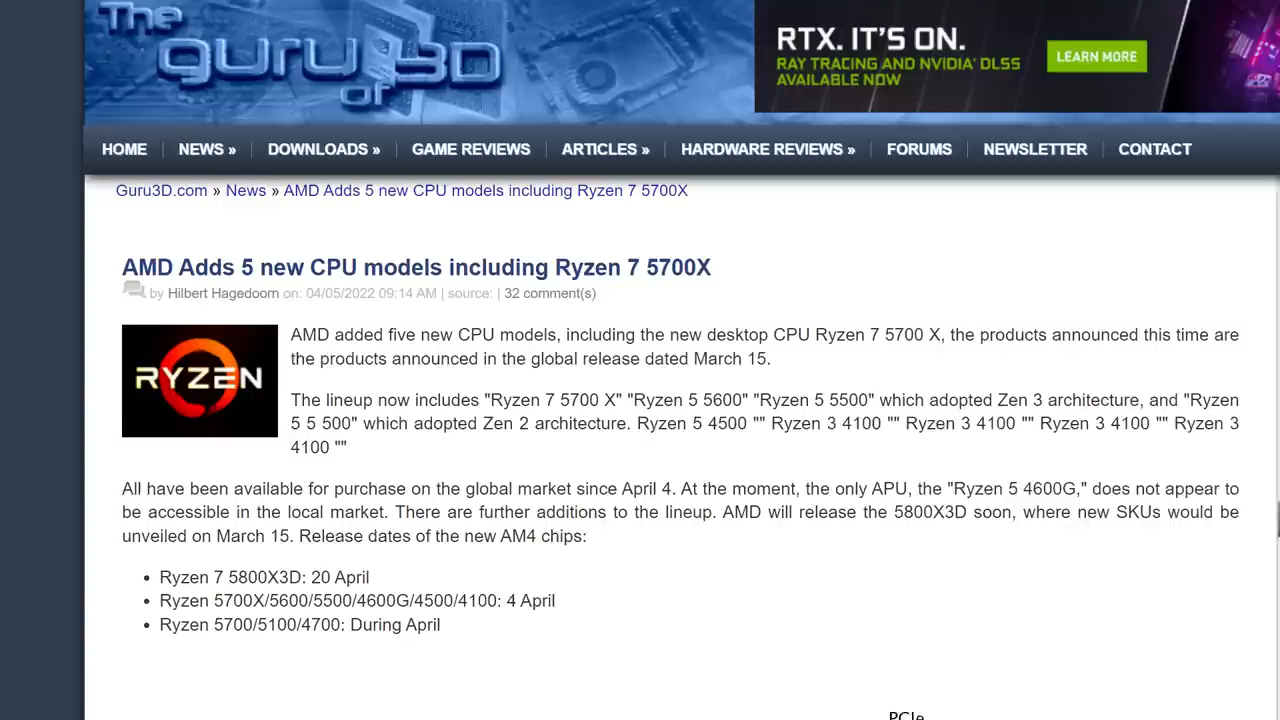 The
guru
of 3D
RTX. IT'S ON.
RAY TRACING AND NVIDIA' DLSS
AVAILABLE NOW
LEARN MORE
HOME NEWS » DOWNLOADS » GAME REVIEWS ARTICLES » HARDWARE REVIEWS » FORUMS NEWSLETTER CONTACT
Guru3D.com » News » AMD Adds 5 new CPU models including Ryzen 7 5700X
AMD Adds 5 new CPU models including Ryzen 7 5700X
by Hilbert Hagedoorn on: 04/05/2022 09:14 AM | source: | 32 comment(s)
RYZEN
AMD added five new CPU models, including the new desktop CPU Ryzen 7 5700 X, the products announced this time are
the products announced in the global release dated March 15.
The lineup now includes "Ryzen 7 5700 X" "Ryzen 5 5600" "Ryzen 5 5500" which adopted Zen 3 architecture, and "Ryzen
5 5 500" which adopted Zen 2 architecture. Ryzen 5 4500 "" Ryzen 3 4100 "" Ryzen 3 4100 "" Ryzen 3 4100 "" Ryzen 3
4100 ""
All have been available for purchase on the global market since April 4. At the moment, the only APU, the "Ryzen 5 4600G," does not appear to
be accessible in the local market. There are further additions to the lineup. AMD will release the 5800X3D soon, where new SKUs would be
unveiled on March 15. Release dates of the new AM4 chips:
• Ryzen 7 5800X3D: 20 April
• Ryzen 5700X/5600/5500/4600G/4500/4100: 4 April
• Ryzen 5700/5100/4700: During April
PCIe